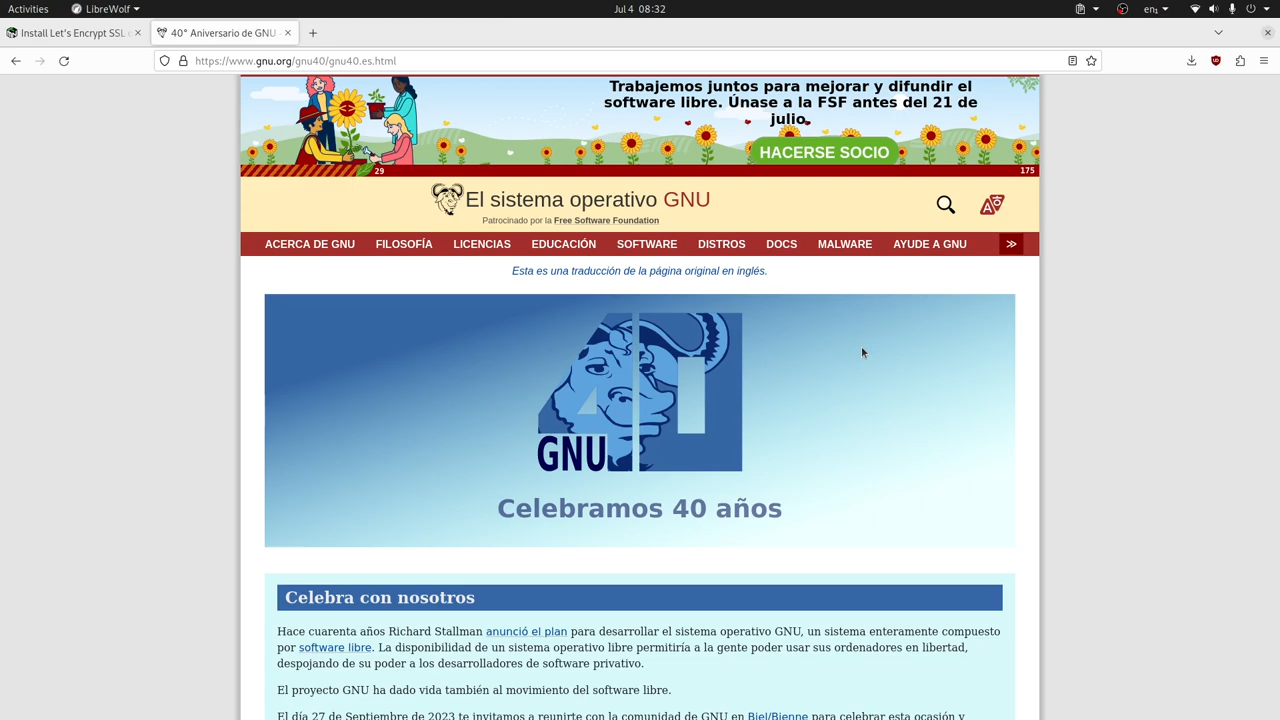 Activities
LibreWolf
Jul 4 08:32
en₁
Install Let's Encrypt SSL c
40° Aniversario de GNU -
https://www.gnu.org/gnu40/gnu40.es.html
Trabajemos juntos para mejorar y difundir el
software libre. Únase a la FSF antes del 21 de
julio.
HACERSE SOCIO
29
175
El sistema operativo GNU
Patrocinado por la Free Software Foundation
ACERCA DE GNU FILOSOFÍA LICENCIAS EDUCACIÓN SOFTWARE DISTROS DOCS MALWARE AYUDE A GNU ≫
Esta es una traducción de la página original en inglés.
40
GNU
Celebramos 40 años
Celebra con nosotros
Hace cuarenta años Richard Stallman anunció el plan para desarrollar el sistema operativo GNU, un sistema enteramente compuesto
por software libre. La disponibilidad de un sistema operativo libre permitiría a la gente poder usar sus ordenadores en libertad,
despojando de su poder a los desarrolladores de software privativo.
El proyecto GNU ha dado vida también al movimiento del software libre.
El día 27 de Septiembre de 2023 te invitamos a reunirte con la comunidad de GNU en Biel/Bienne para celebrar esta ocasión y